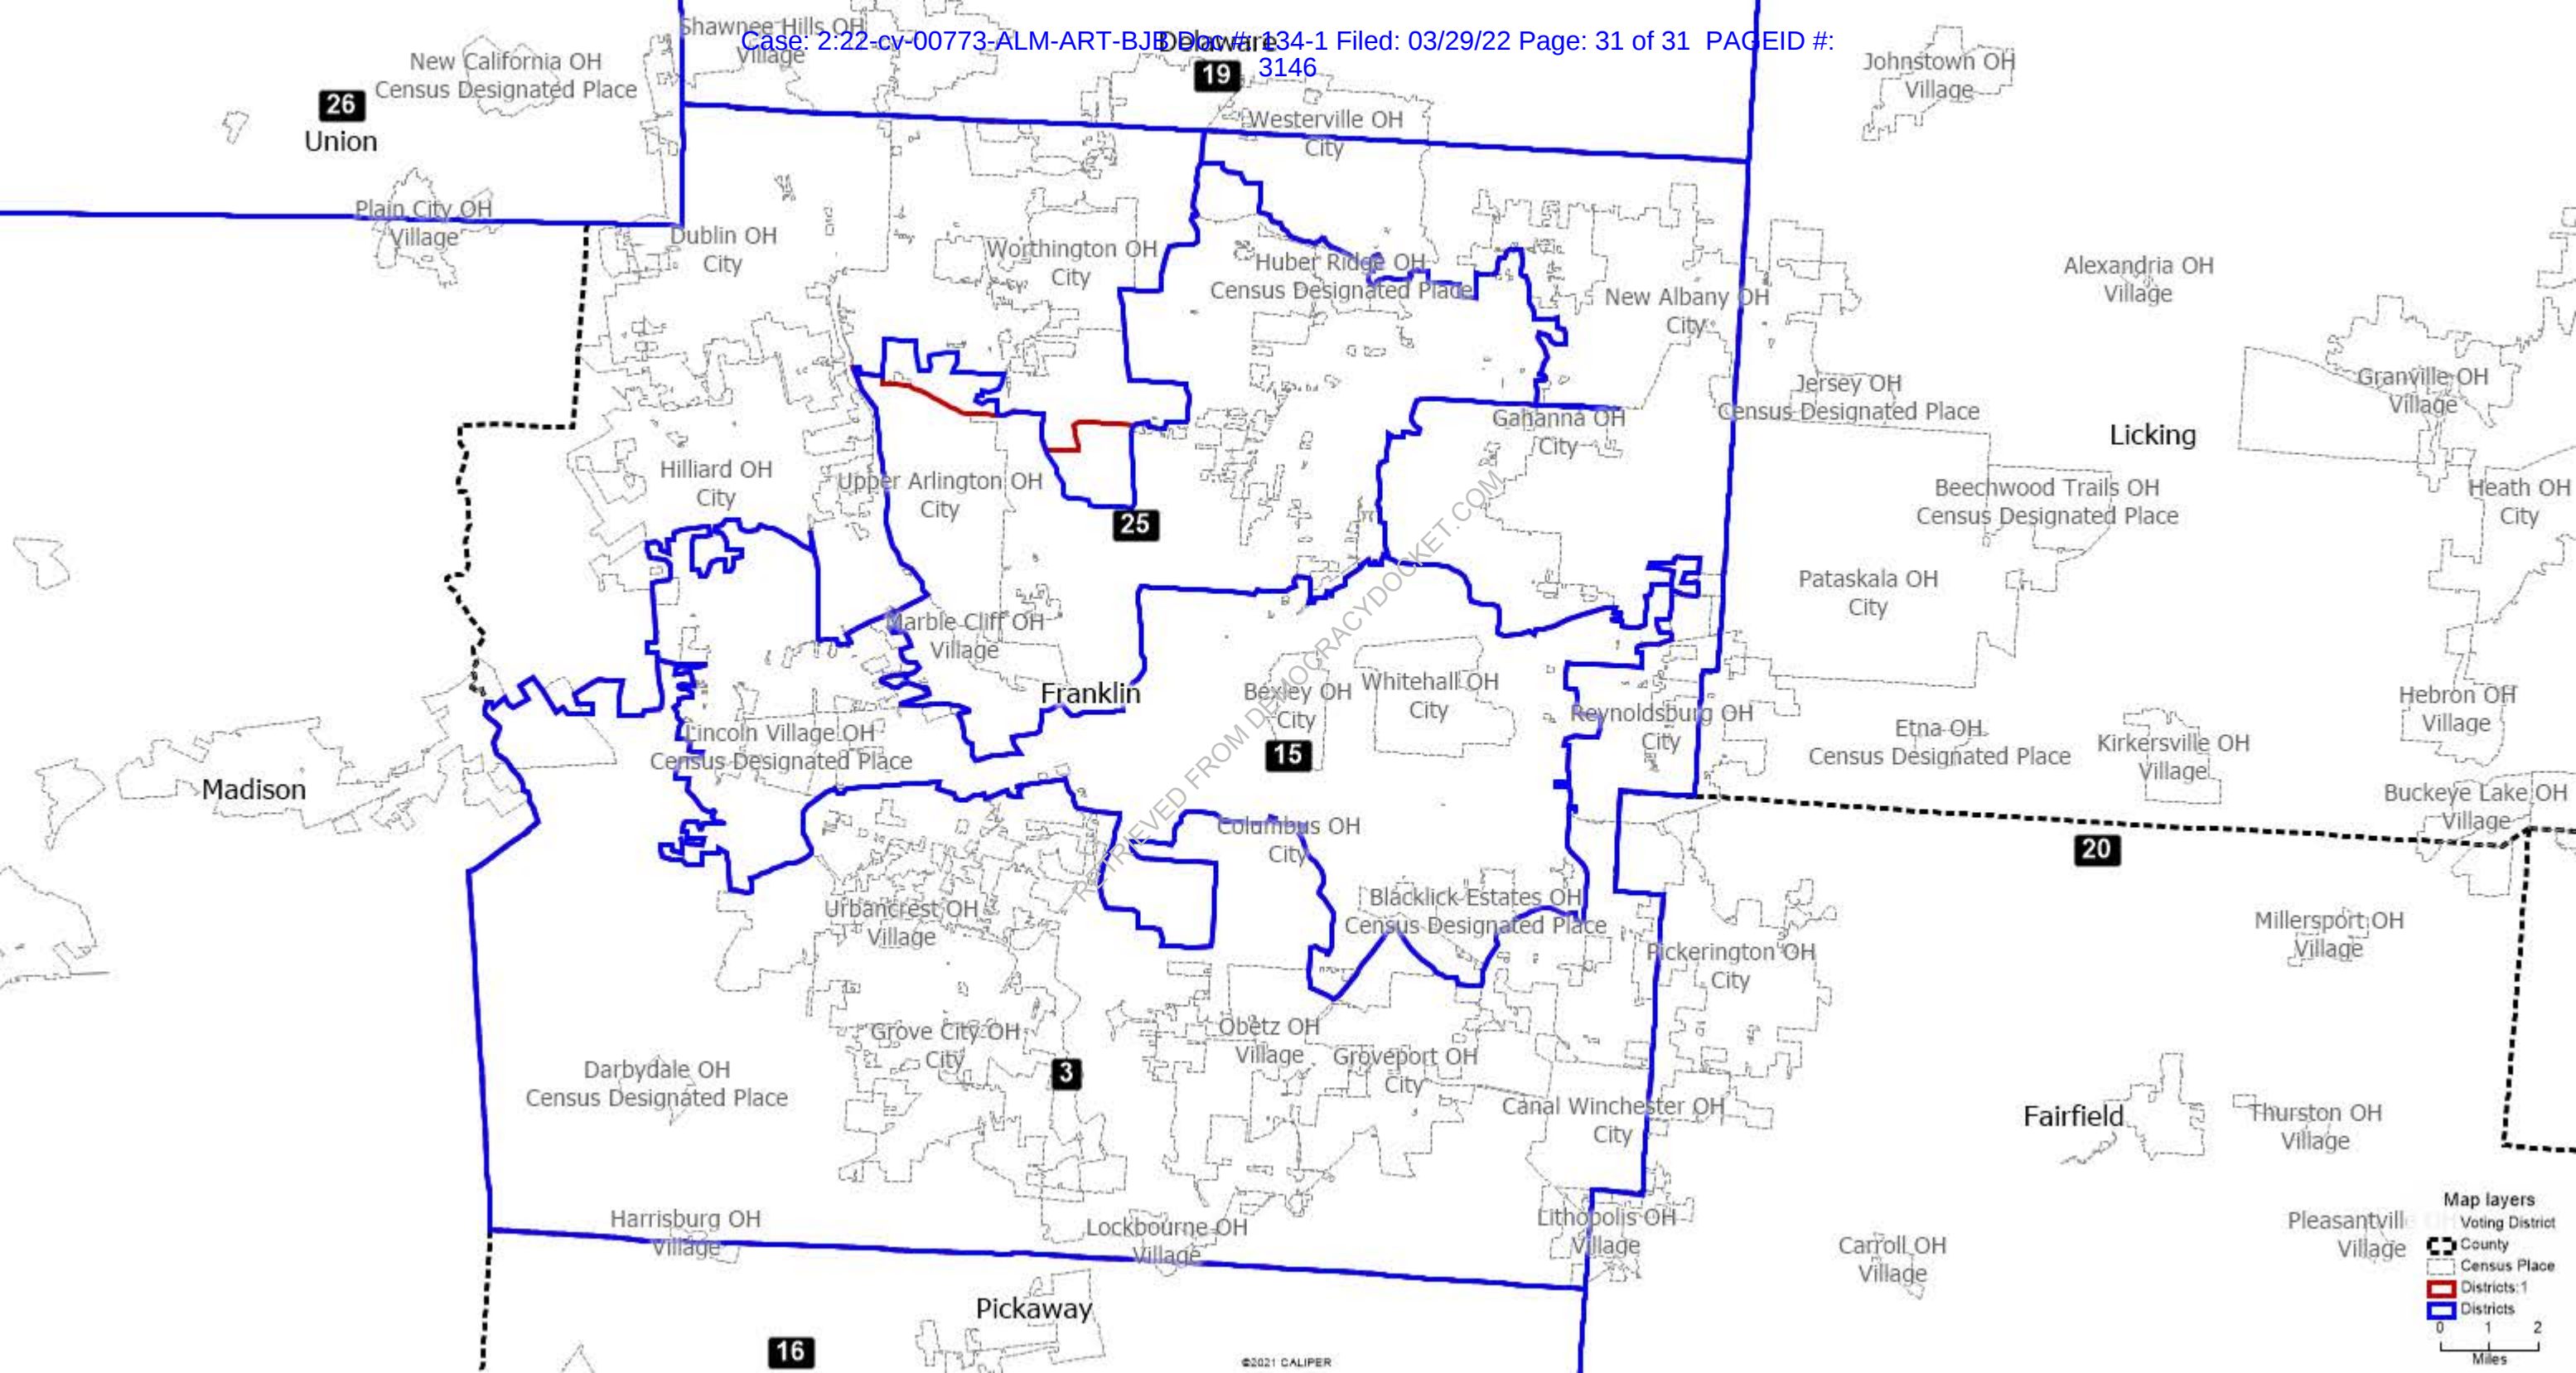 Case: 2:22-cv-00773-ALM-ART-BJB Doc #: 134-1 Filed: 03/29/22 Page: 31 of 31 PAGEID #:
3146
Shawnee Hills OH
Village
Delaware
19
New California OH
Census Designated Place
26
Union
Johnstown OH
Village
Westerville OH
City
Plain City OH
Village
Dublin OH
City
Worthington OH
City
Huber Ridge OH
Census Designated Place
New Albany OH
City
Alexandria OH
Village
Jersey OH
Census Designated Place
Granville OH
Village
Gahanna OH
City
Licking
Hilliard OH
City
Upper Arlington OH
City
25
Beechwood Trails OH
Census Designated Place
Heath OH
City
Pataskala OH
City
Marble Cliff OH
Village
Franklin
Bexley OH
City
Whitehall OH
City
Reynoldsburg OH
City
Hebron OH
Village
Etna OH
Census Designated Place
Kirkersville OH
Village
Lincoln Village OH
Census Designated Place
15
Madison
Buckeye Lake OH
Village
Columbus OH
City
20
RETRIEVED FROM DEMOCRACYDOCKET.COM
Urbancrest OH
Village
Blacklick Estates OH
Census Designated Place
Millersport OH
Village
Pickerington OH
City
Grove City OH
City
Obetz OH
Village
Groveport OH
City
3
Darbydale OH
Census Designated Place
Canal Winchester OH
City
Fairfield
Thurston OH
Village
Harrisburg OH
Village
Lockbourne OH
Village
Lithopolis OH
Village
Carroll OH
Village
Pleasantvill
Village
Pickaway
16
©2021 CALIPER
Map layers
Voting District
County
Census Place
Districts:1
Districts
0 1 2
Miles